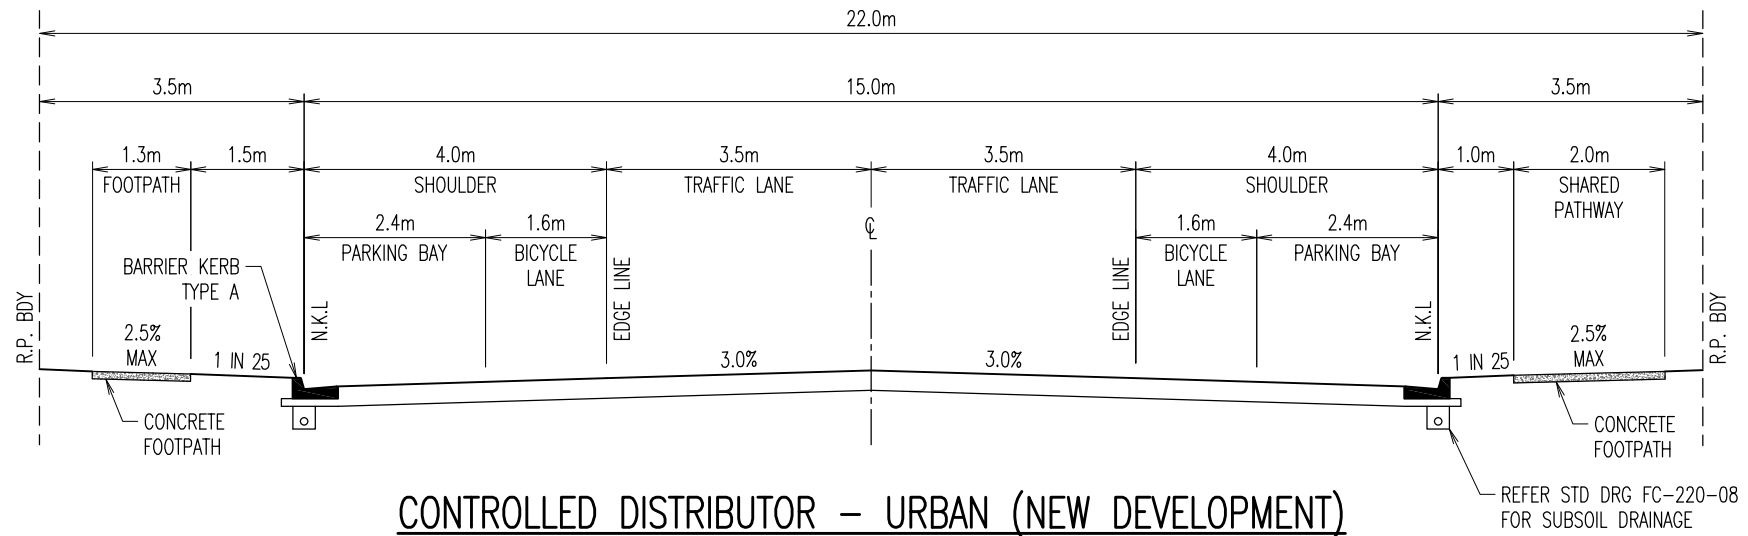 22.0m
3.5m
15.0m
3.5m
1.3m
1.5m
4.0m
3.5m
3.5m
4.0m
1.0m
2.0m
FOOTPATH
SHOULDER
TRAFFIC LANE
TRAFFIC LANE
SHOULDER
SHARED
PATHWAY
2.4m
1.6m
℄
1.6m
2.4m
PARKING BAY
BICYCLE
LANE
BICYCLE
LANE
PARKING BAY
BARRIER KERB
TYPE A
R.P. BDY
N.K.L
EDGE LINE
EDGE LINE
N.K.L
R.P. BDY
2.5%
MAX
1 IN 25
3.0%
3.0%
1 IN 25
2.5%
MAX
CONCRETE
FOOTPATH
CONCRETE
FOOTPATH
REFER STD DRG FC-220-08
FOR SUBSOIL DRAINAGE
CONTROLLED DISTRIBUTOR - URBAN (NEW DEVELOPMENT)